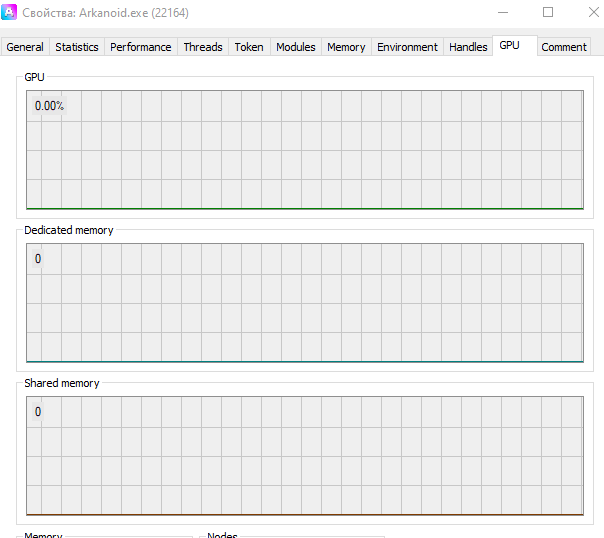 Свойства: Arkanoid.exe (22164)
General Statistics Performance Threads Token Modules Memory Environment Handles GPU Comment
GPU
0.00%
Dedicated memory
0
Shared memory
0
Memory Nodes